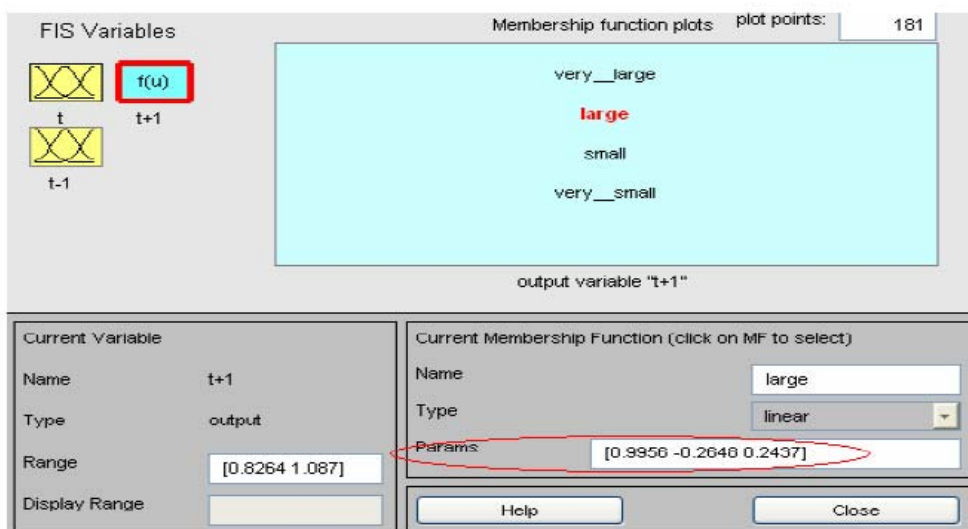 FIS Variables
Membership function plots
plot points:
181
f(u)
t
t+1
t-1
very__large
large
small
very__small
output variable "t+1"
Current Variable
Name
t+1
Type
output
Range
[0.8264 1.087]
Display Range
Current Membership Function (click on MF to select)
Name
large
Type
linear
Params
[0.9956 -0.2648 0.2437]
Help
Close